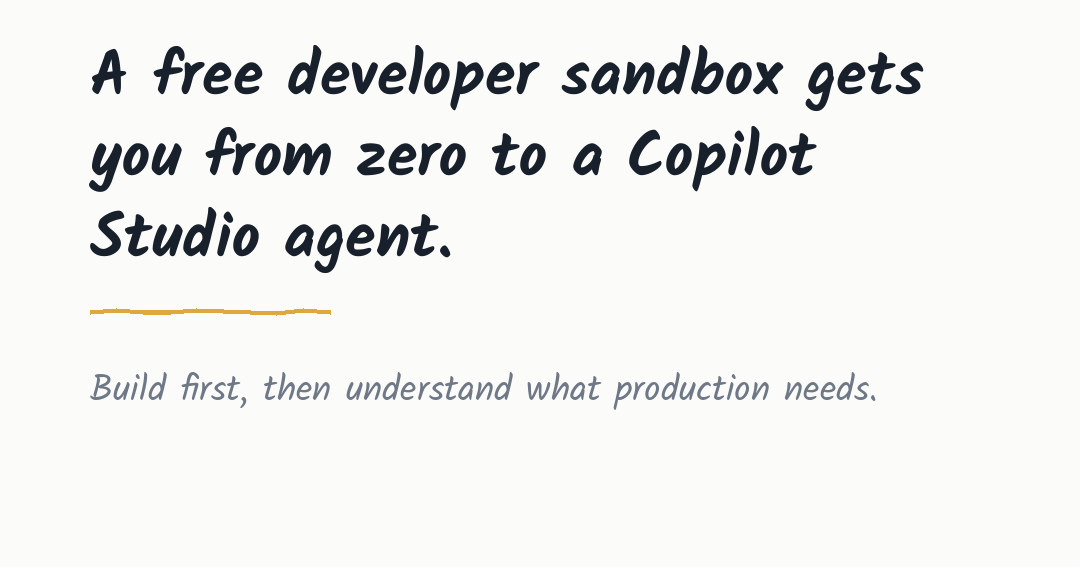 A free developer sandbox gets
you from zero to a Copilot
Studio agent.
Build first, then understand what production needs.